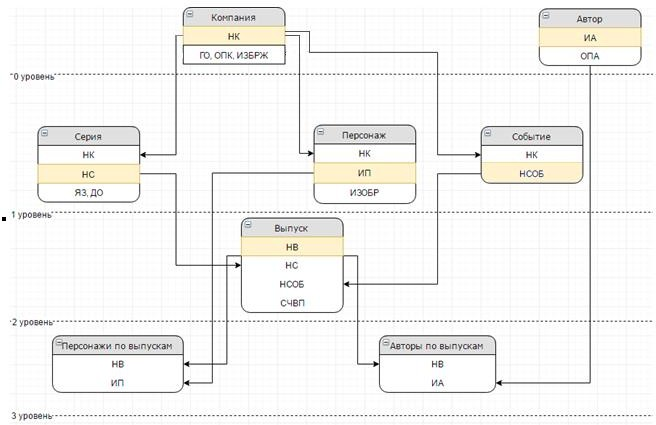 Компания
НК
ГО, ОПК, ИЗБРЖ
Автор
ИА
ОПА
0 уровень
Серия
НК
НС
ЯЗ, ДО
Персонаж
НК
ИП
ИЗОБР
Событие
НК
НСОБ
1 уровень
Выпуск
НВ
НС
НСОБ
СЧВП
2 уровень
Персонажи по выпускам
НВ
ИП
Авторы по выпускам
НВ
ИА
3 уровень